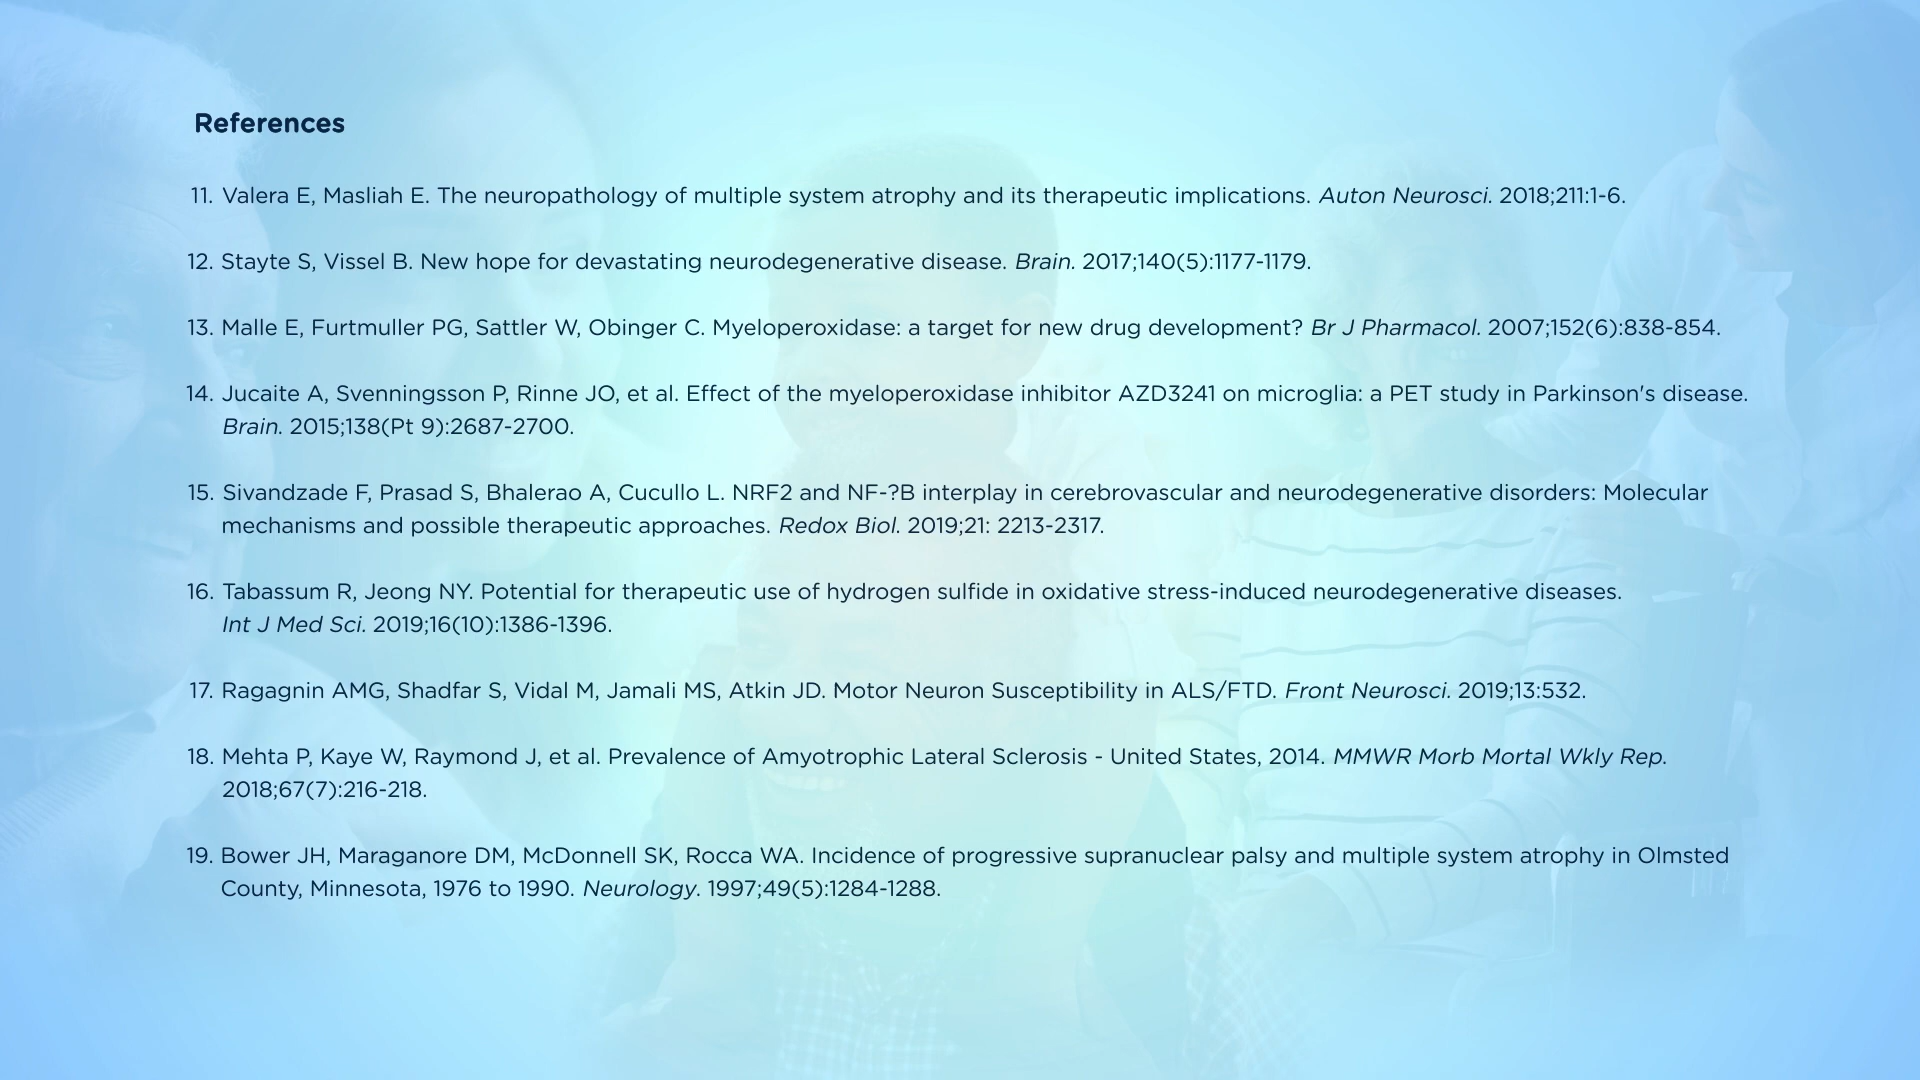 References
11. Valera E, Masliah E. The neuropathology of multiple system atrophy and its therapeutic implications. Auton Neurosci. 2018;211:1-6.
12. Stayte S, Vissel B. New hope for devastating neurodegenerative disease. Brain. 2017;140(5):1177-1179.
13. Malle E, Furtmuller PG, Sattler W, Obinger C. Myeloperoxidase: a target for new drug development? Br J Pharmacol. 2007;152(6):838-854.
14. Jucaite A, Svenningsson P, Rinne JO, et al. Effect of the myeloperoxidase inhibitor AZD3241 on microglia: a PET study in Parkinson's disease.
Brain. 2015;138(Pt 9):2687-2700.
15. Sivandzade F, Prasad S, Bhalerao A, Cucullo L. NRF2 and NF-?B interplay in cerebrovascular and neurodegenerative disorders: Molecular
mechanisms and possible therapeutic approaches. Redox Biol. 2019;21: 2213-2317.
16. Tabassum R, Jeong NY. Potential for therapeutic use of hydrogen sulfide in oxidative stress-induced neurodegenerative diseases.
Int J Med Sci. 2019;16(10):1386-1396.
17. Ragagnin AMG, Shadfar S, Vidal M, Jamali MS, Atkin JD. Motor Neuron Susceptibility in ALS/FTD. Front Neurosci. 2019;13:532.
18. Mehta P, Kaye W, Raymond J, et al. Prevalence of Amyotrophic Lateral Sclerosis - United States, 2014. MMWR Morb Mortal Wkly Rep.
2018;67(7):216-218.
19. Bower JH, Maraganore DM, McDonnell SK, Rocca WA. Incidence of progressive supranuclear palsy and multiple system atrophy in Olmsted
County, Minnesota, 1976 to 1990. Neurology. 1997;49(5):1284-1288.